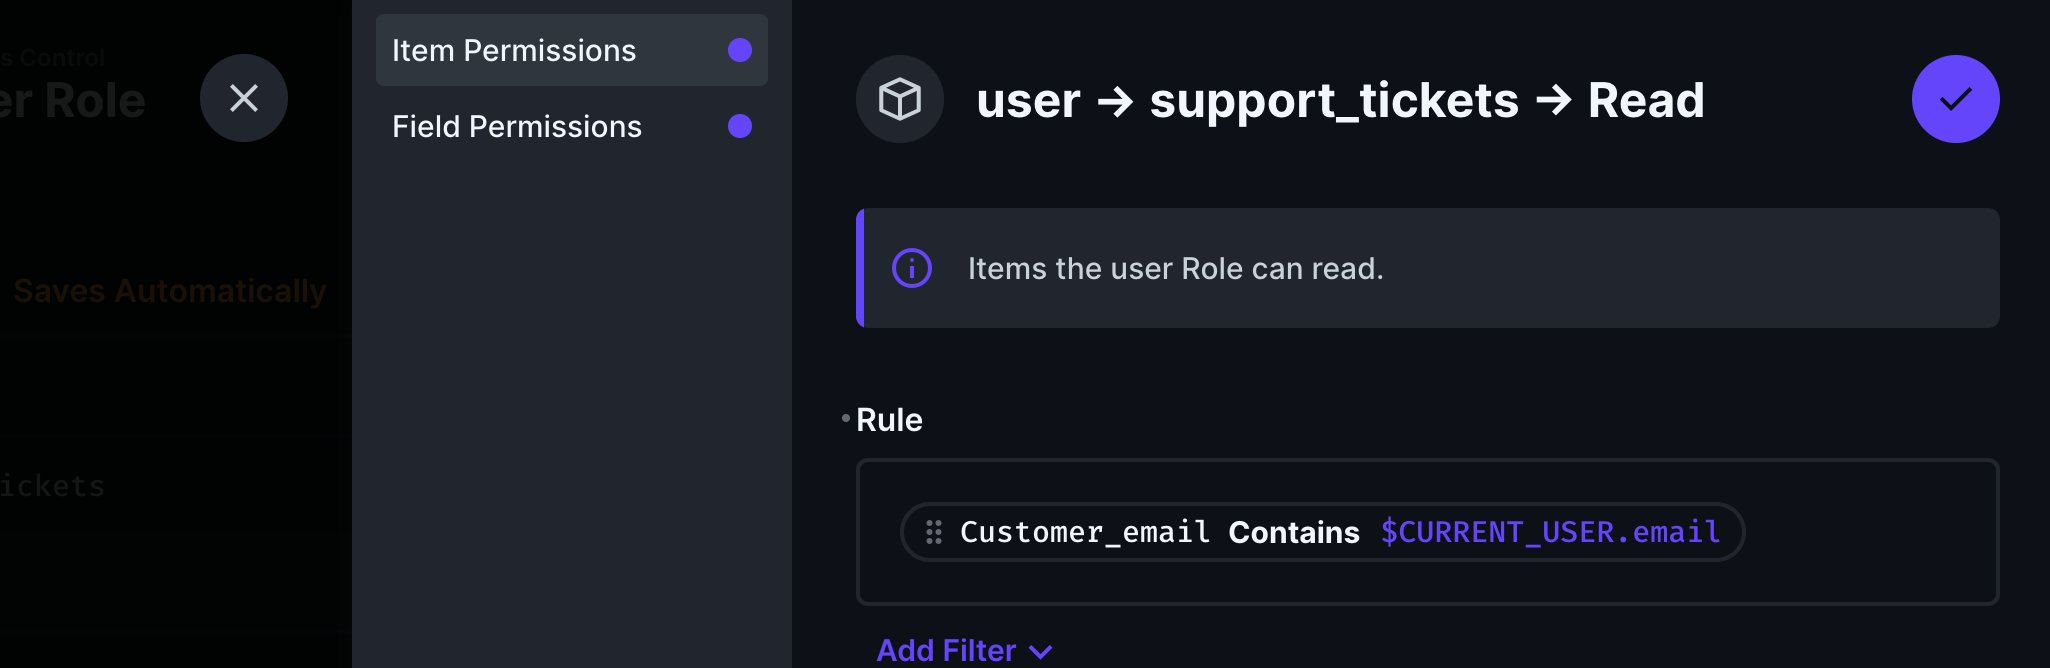 s Control
er Role
Saves Automatically
ickets
Item Permissions
Field Permissions
user → support_tickets → Read
Items the user Role can read.
Rule
Customer_email Contains $CURRENT_USER.email
Add Filter